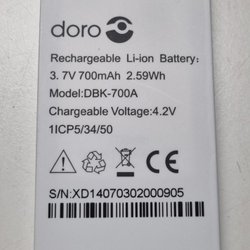 doro
Rechargeable Li-ion Battery:
3. 7V 700mAh 2.59Wh
Model:DBK-700A
Chargeable Voltage:4.2V
1ICP5/34/50
S/N:XD14070302000905